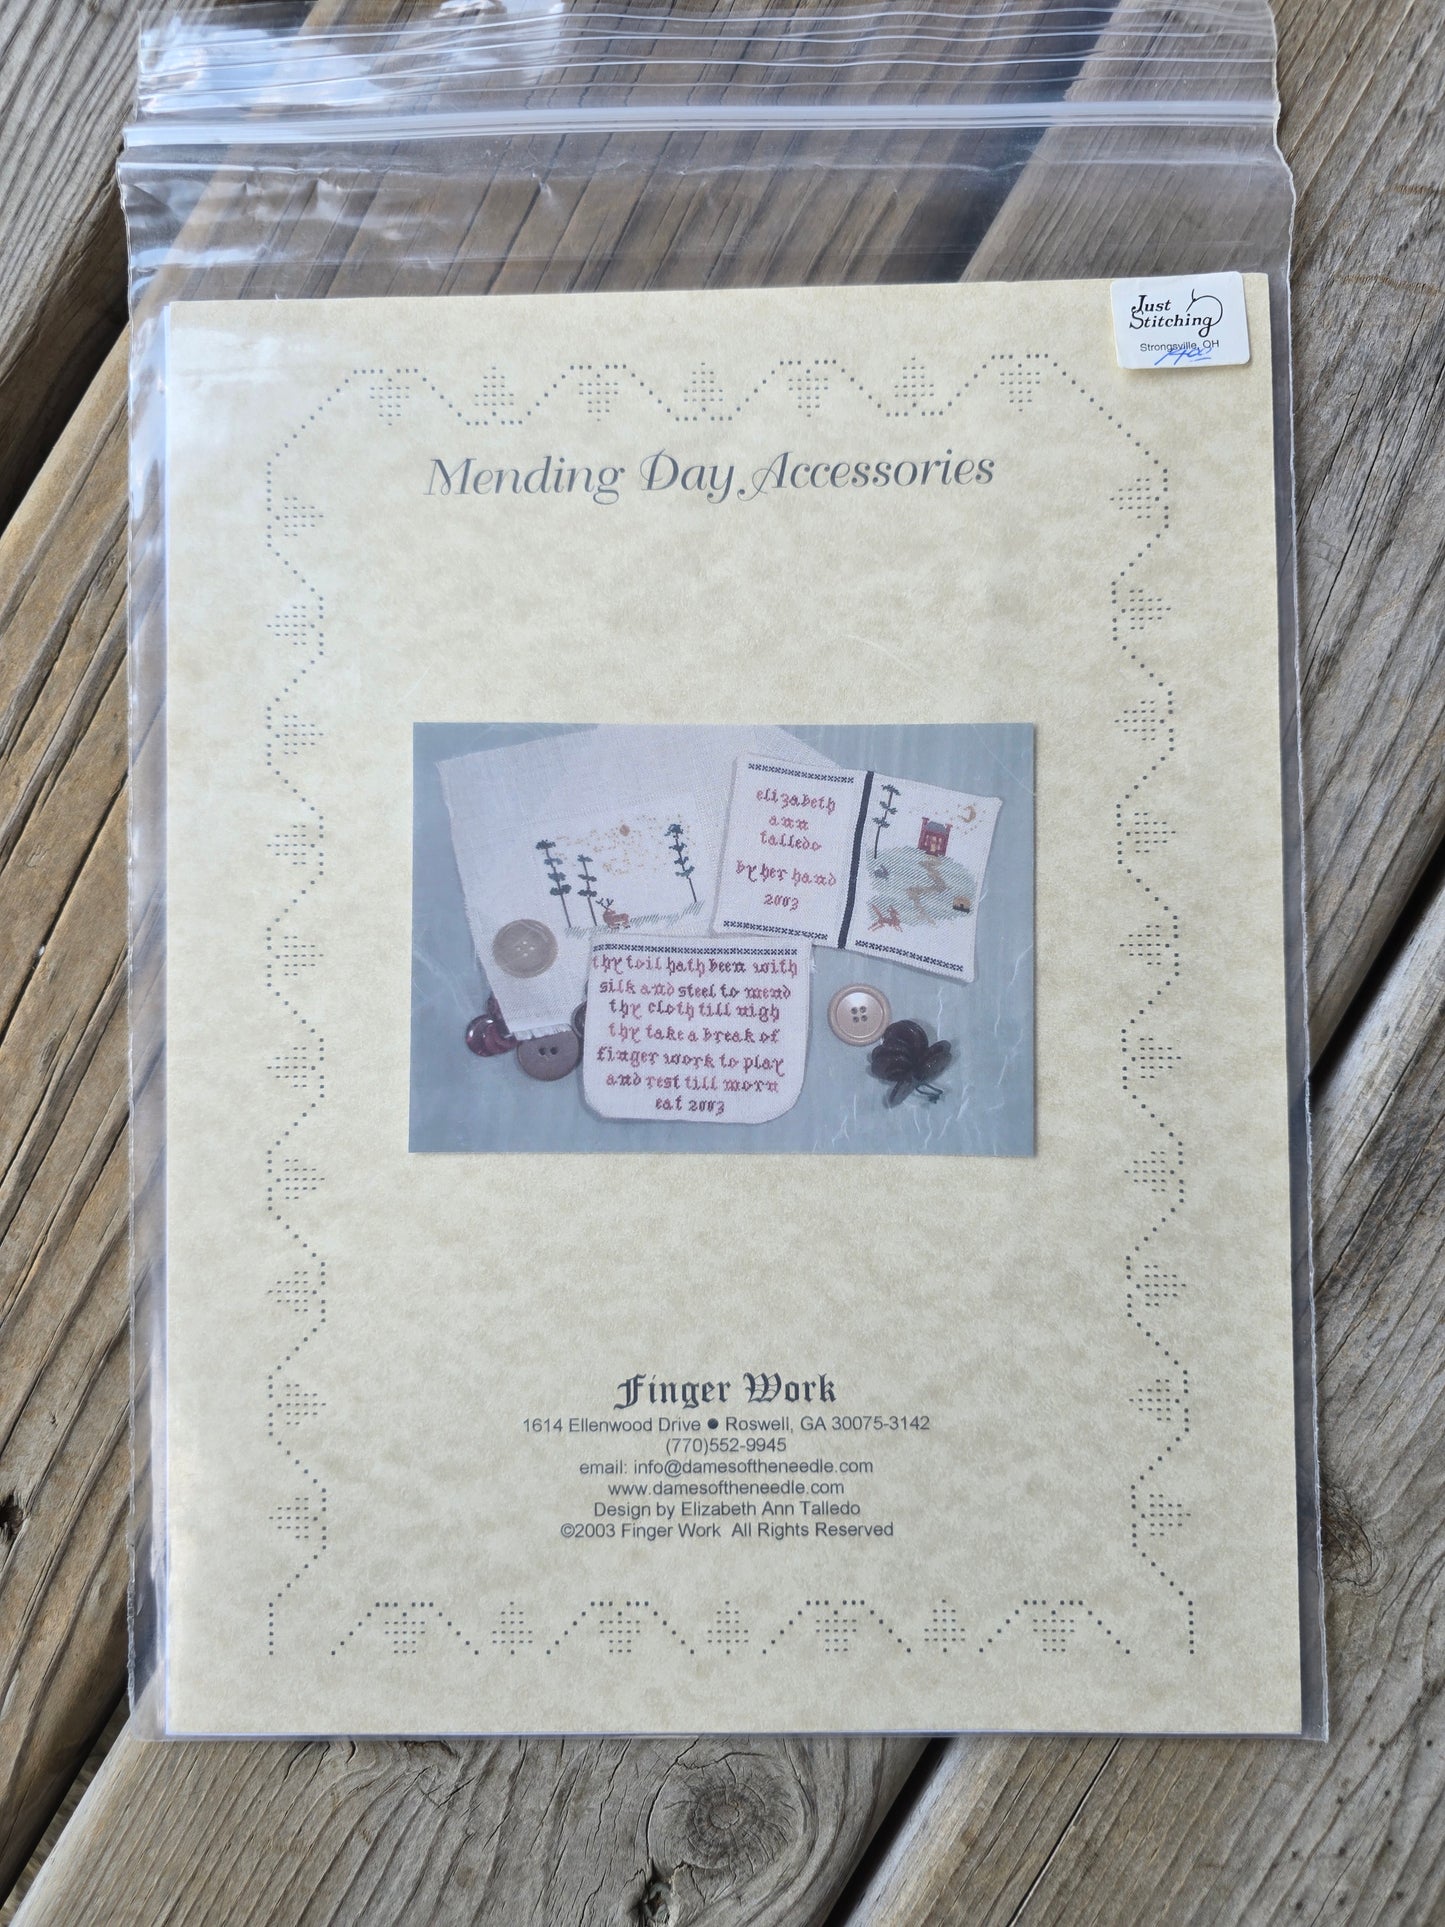 Just
Stitching
Strongsville, OH
Mending Day Accessories
elizabeth
ann
talledo
by her hand
2003
thy toil hath been with
silk and steel to mend
thy cloth till nigh
thy take a break of
finger work to play
and rest till morn
eat 2003
Finger Work
1614 Ellenwood Drive ● Roswell, GA 30075-3142
(770)552-9945
email: info@damesoftheneedle.com
www.damesoftheneedle.com
Design by Elizabeth Ann Talledo
©2003 Finger Work All Rights Reserved